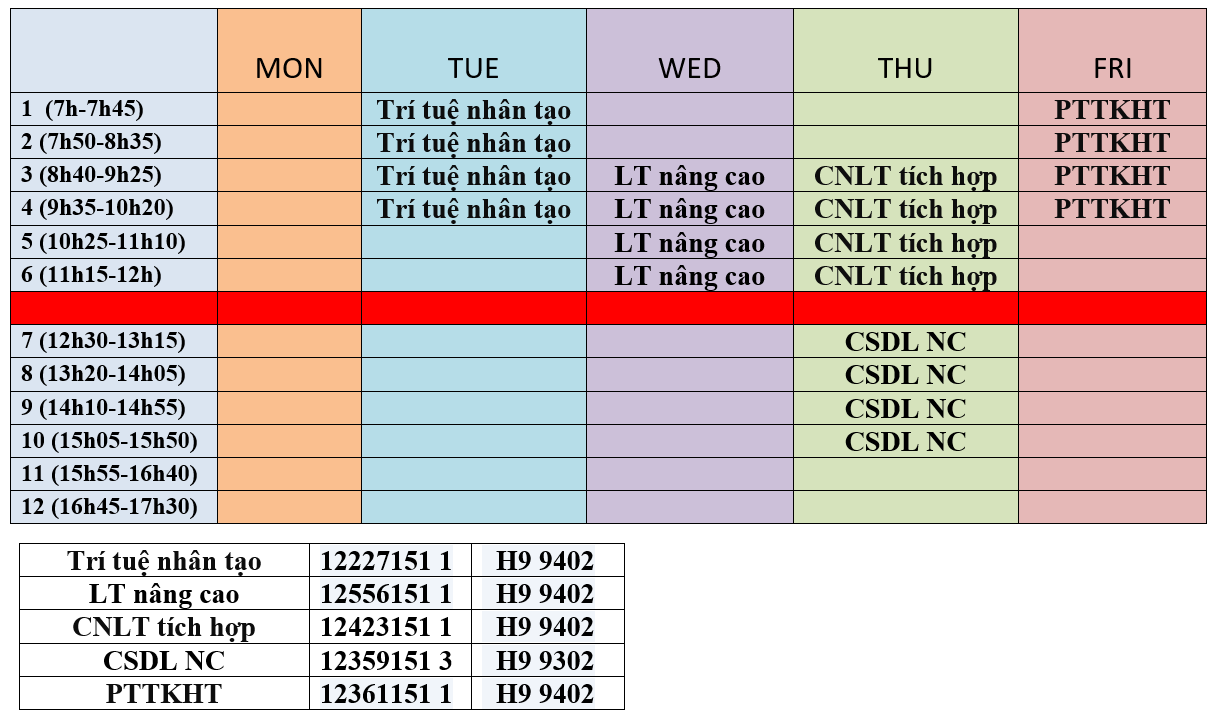 MON TUE WED THU FRI
1 (7h-7h45) Trí tuệ nhân tạo PTTKHT
2 (7h50-8h35) Trí tuệ nhân tạo PTTKHT
3 (8h40-9h25) Trí tuệ nhân tạo LT nâng cao CNLT tích hợp PTTKHT
4 (9h35-10h20) Trí tuệ nhân tạo LT nâng cao CNLT tích hợp PTTKHT
5 (10h25-11h10) LT nâng cao CNLT tích hợp
6 (11h15-12h) LT nâng cao CNLT tích hợp
7 (12h30-13h15) CSDL NC
8 (13h20-14h05) CSDL NC
9 (14h10-14h55) CSDL NC
10 (15h05-15h50) CSDL NC
11 (15h55-16h40)
12 (16h45-17h30)
Trí tuệ nhân tạo 12227151 1 H9 9402
LT nâng cao 12556151 1 H9 9402
CNLT tích hợp 12423151 1 H9 9402
CSDL NC 12359151 3 H9 9302
PTTKHT 12361151 1 H9 9402